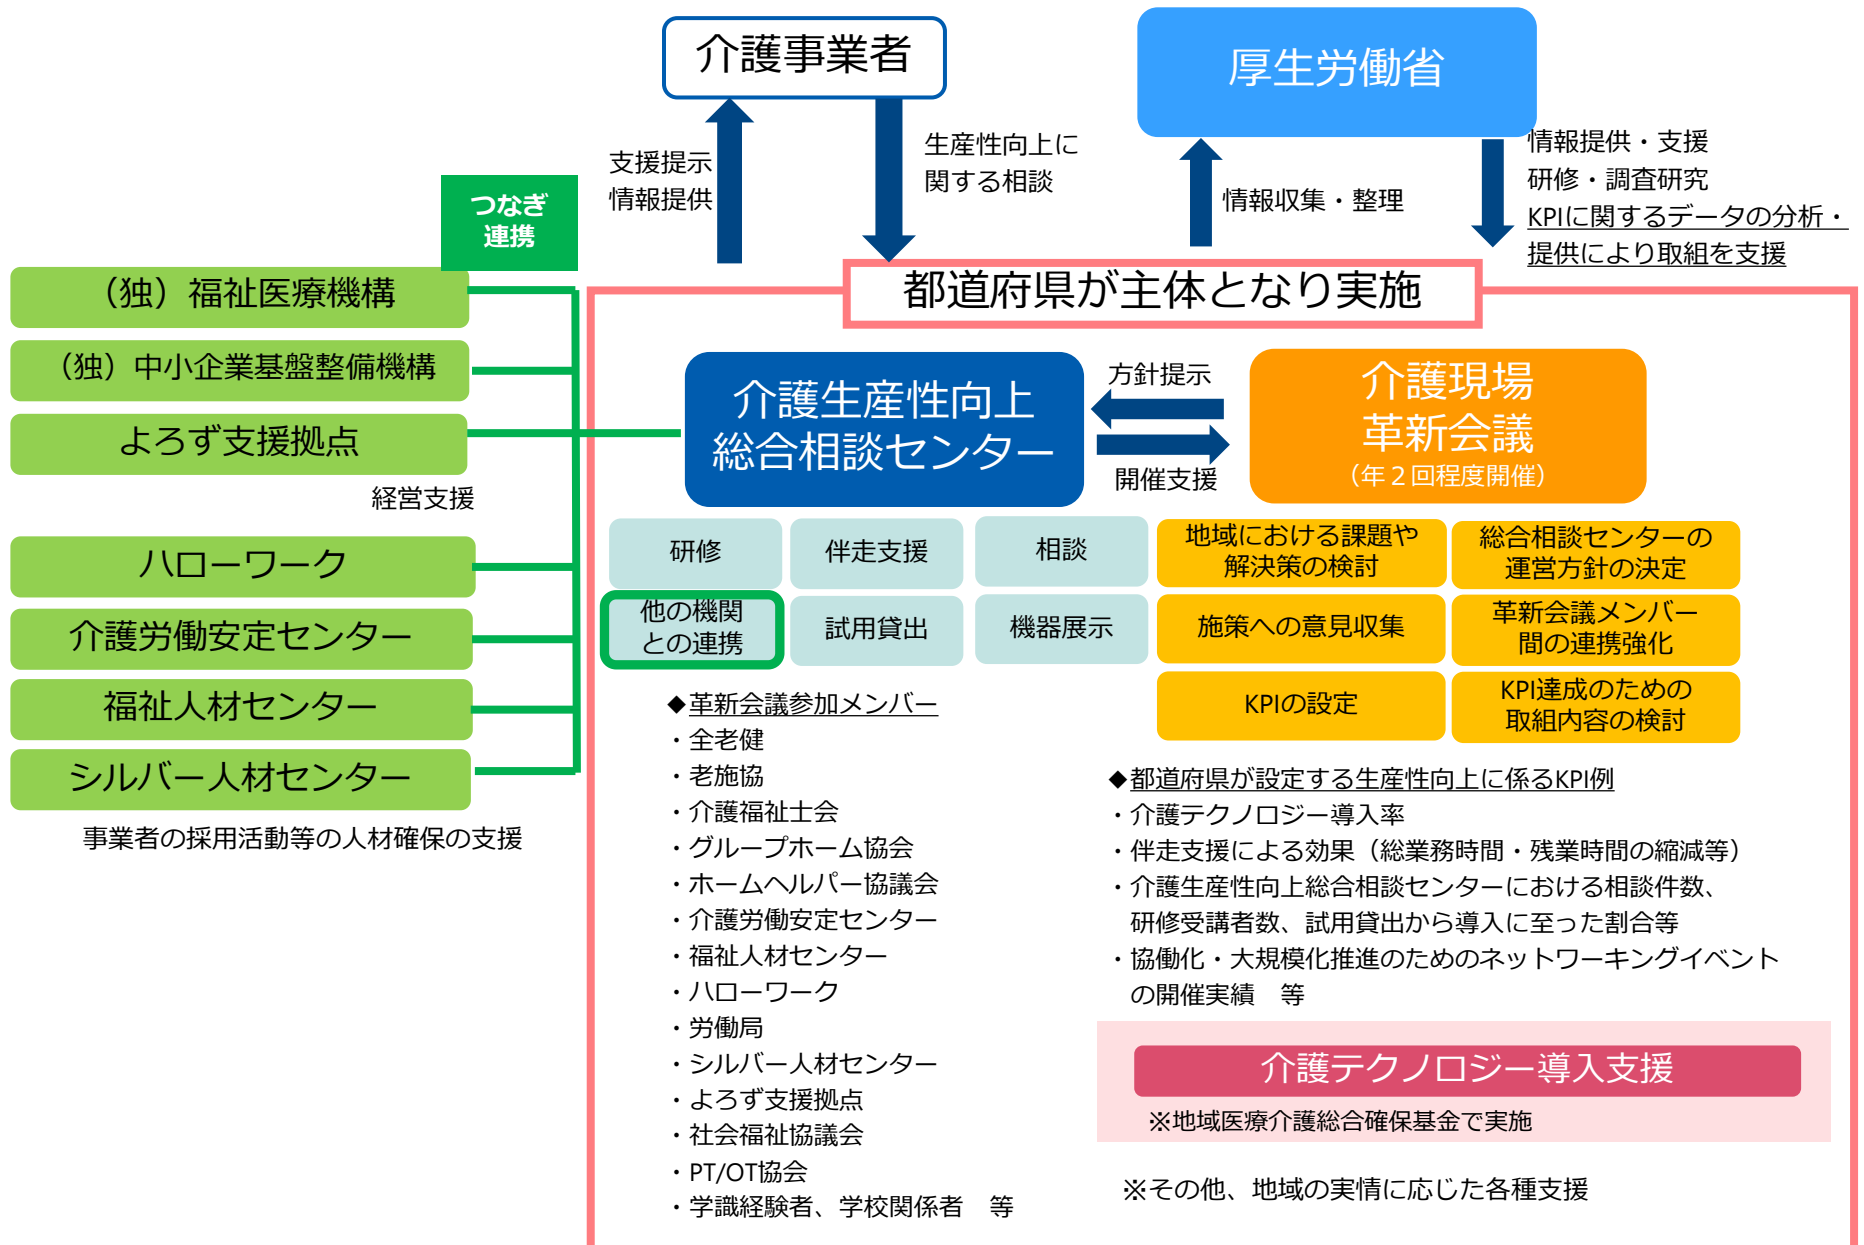 介護事業者
厚生労働省
支援提示
情報提供
生産性向上に
関する相談
情報収集・整理
情報提供・支援
研修・調査研究
KPIに関するデータの分析・
提供により取組を支援
つなぎ
連携
（独）福祉医療機構
（独）中小企業基盤整備機構
よろず支援拠点
経営支援
ハローワーク
介護労働安定センター
福祉人材センター
シルバー人材センター
事業者の採用活動等の人材確保の支援
都道府県が主体となり実施
介護生産性向上
総合相談センター
方針提示
開催支援
介護現場
革新会議
（年２回程度開催）
研修
伴走支援
相談
他の機関
との連携
試用貸出
機器展示
地域における課題や
解決策の検討
総合相談センターの
運営方針の決定
施策への意見収集
革新会議メンバー
間の連携強化
KPIの設定
KPI達成のための
取組内容の検討
◆革新会議参加メンバー
・全老健
・老施協
・介護福祉士会
・グループホーム協会
・ホームヘルパー協議会
・介護労働安定センター
・福祉人材センター
・ハローワーク
・労働局
・シルバー人材センター
・よろず支援拠点
・社会福祉協議会
・PT/OT協会
・学識経験者、学校関係者　等
◆都道府県が設定する生産性向上に係るKPI例
・介護テクノロジー導入率
・伴走支援による効果（総業務時間・残業時間の縮減等）
・介護生産性向上総合相談センターにおける相談件数、
研修受講者数、試用貸出から導入に至った割合等
・協働化・大規模化推進のためのネットワーキングイベント
の開催実績　等
介護テクノロジー導入支援
※地域医療介護総合確保基金で実施
※その他、地域の実情に応じた各種支援